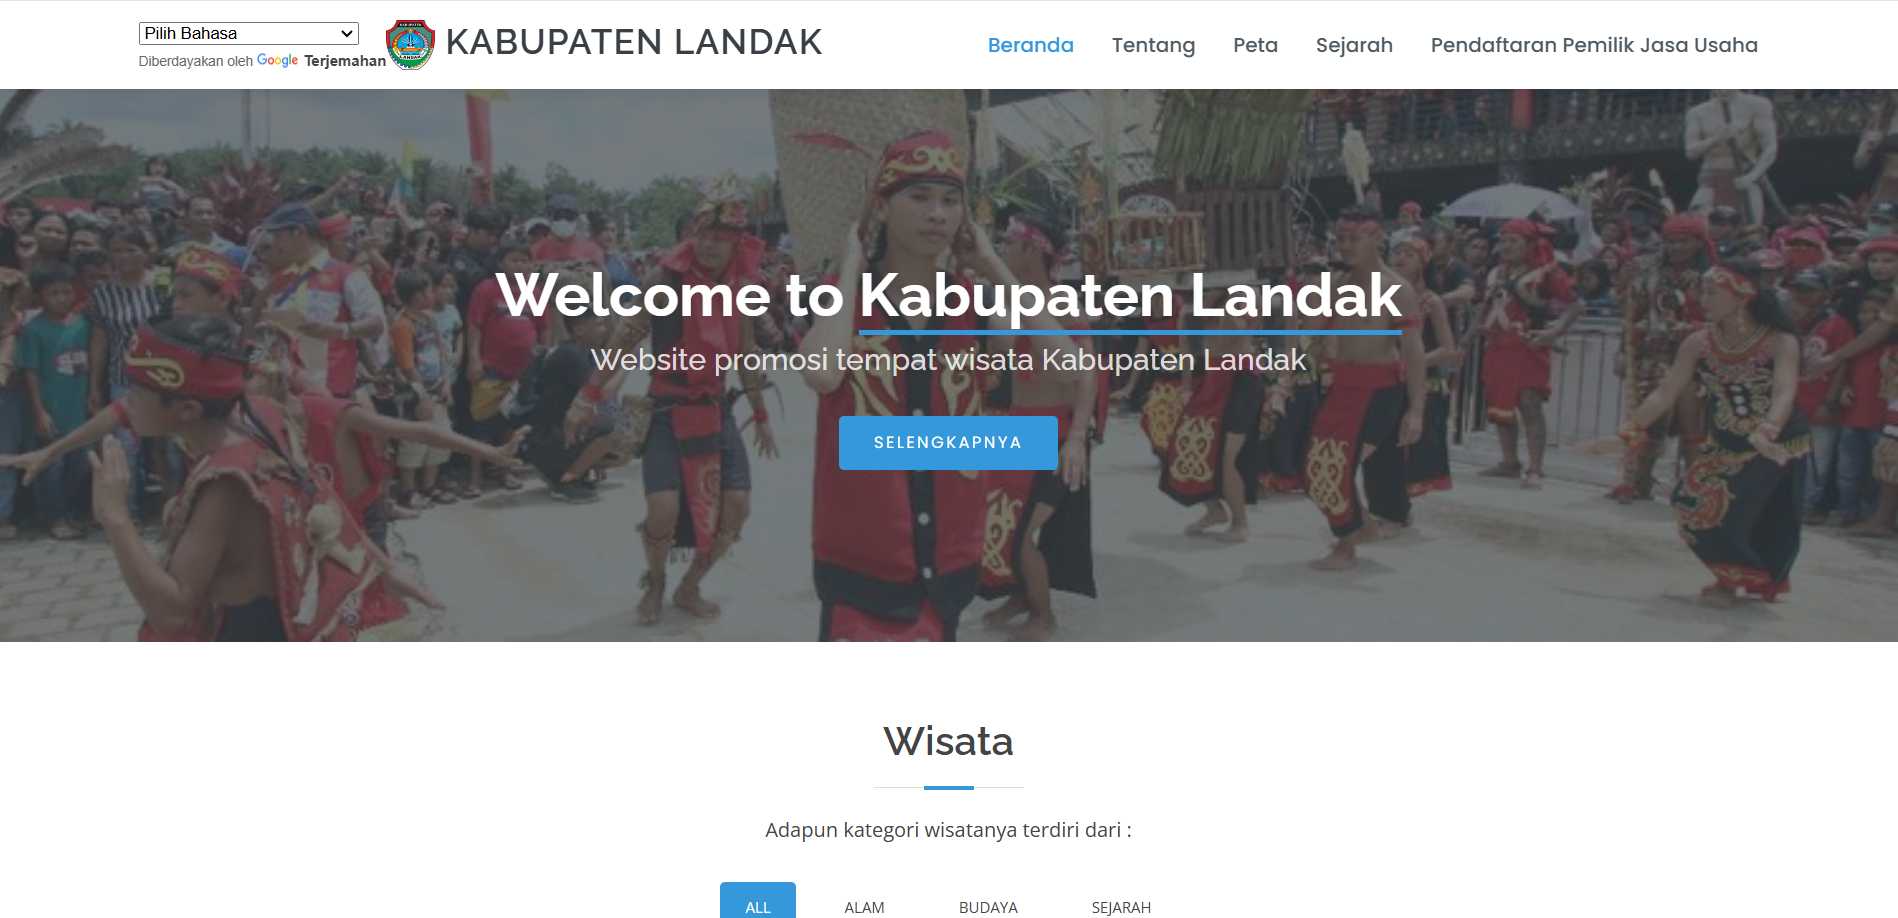 Pilih Bahasa
Diberdayakan oleh Google Terjemahan
KABUPATEN LANDAK
Beranda
Tentang
Peta
Sejarah
Pendaftaran Pemilik Jasa Usaha
Welcome to Kabupaten Landak
Website promosi tempat wisata Kabupaten Landak
SELENGKAPNYA
Wisata
Adapun kategori wisatanya terdiri dari :
ALL
ALAM
BUDAYA
SEJARAH